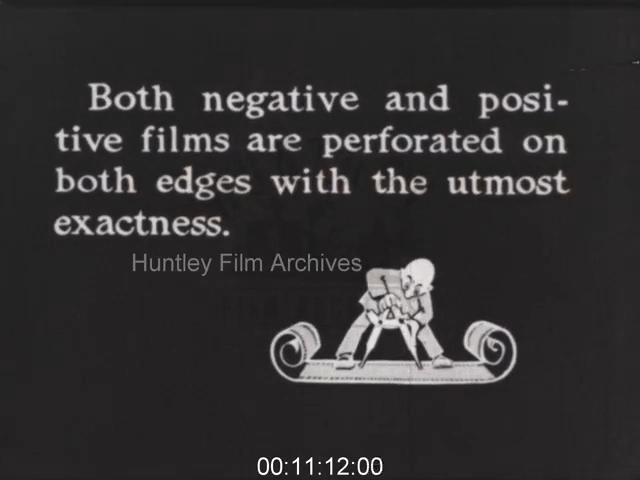 Both negative and posi-
tive films are perforated on
both edges with the utmost
exactness.
Huntley Film Archives
00:11:12:00